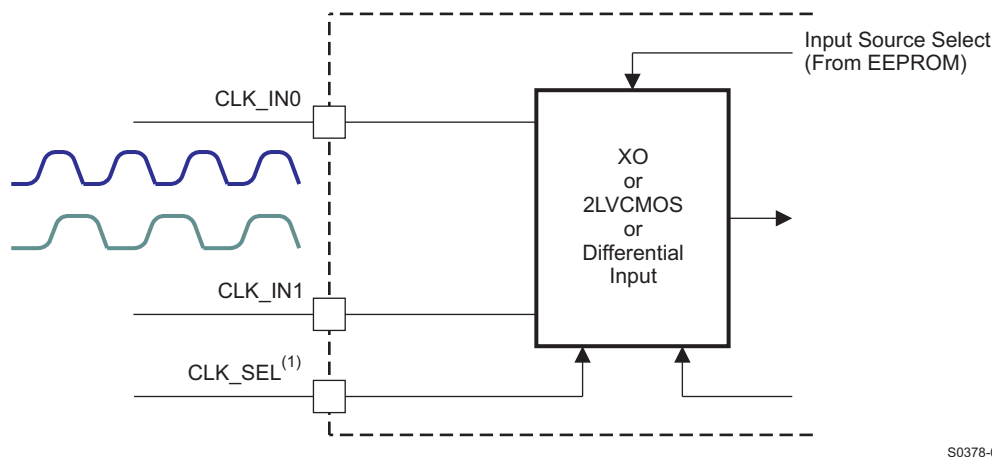 Input Source Select
(From EEPROM)
CLK_IN0
XO
or
2LVCMOS
or
Differential
Input
CLK_IN1
CLK_SEL(1)